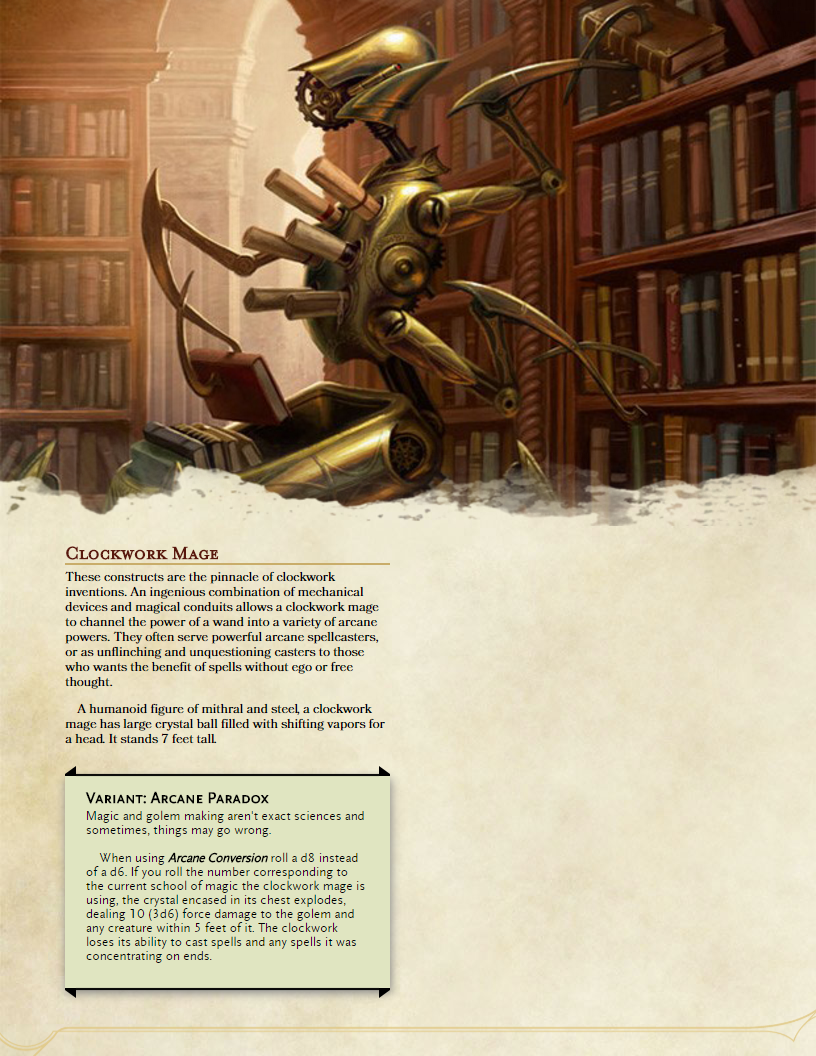 Clockwork Mage
These constructs are the pinnacle of clockwork
inventions. An ingenious combination of mechanical
devices and magical conduits allows a clockwork mage
to channel the power of a wand into a variety of arcane
powers. They often serve powerful arcane spellcasters,
or as unflinching and unquestioning casters to those
who wants the benefit of spells without ego or free
thought.
A humanoid figure of mithral and steel, a clockwork
mage has large crystal ball filled with shifting vapors for
a head. It stands 7 feet tall.
Variant: Arcane Paradox
Magic and golem making aren't exact sciences and
sometimes, things may go wrong.
When using Arcane Conversion roll a d8 instead
of a d6. If you roll the number corresponding to
the current school of magic the clockwork mage is
using, the crystal encased in its chest explodes,
dealing 10 (3d6) force damage to the golem and
any creature within 5 feet of it. The clockwork
loses its ability to cast spells and any spells it was
concentrating on ends.